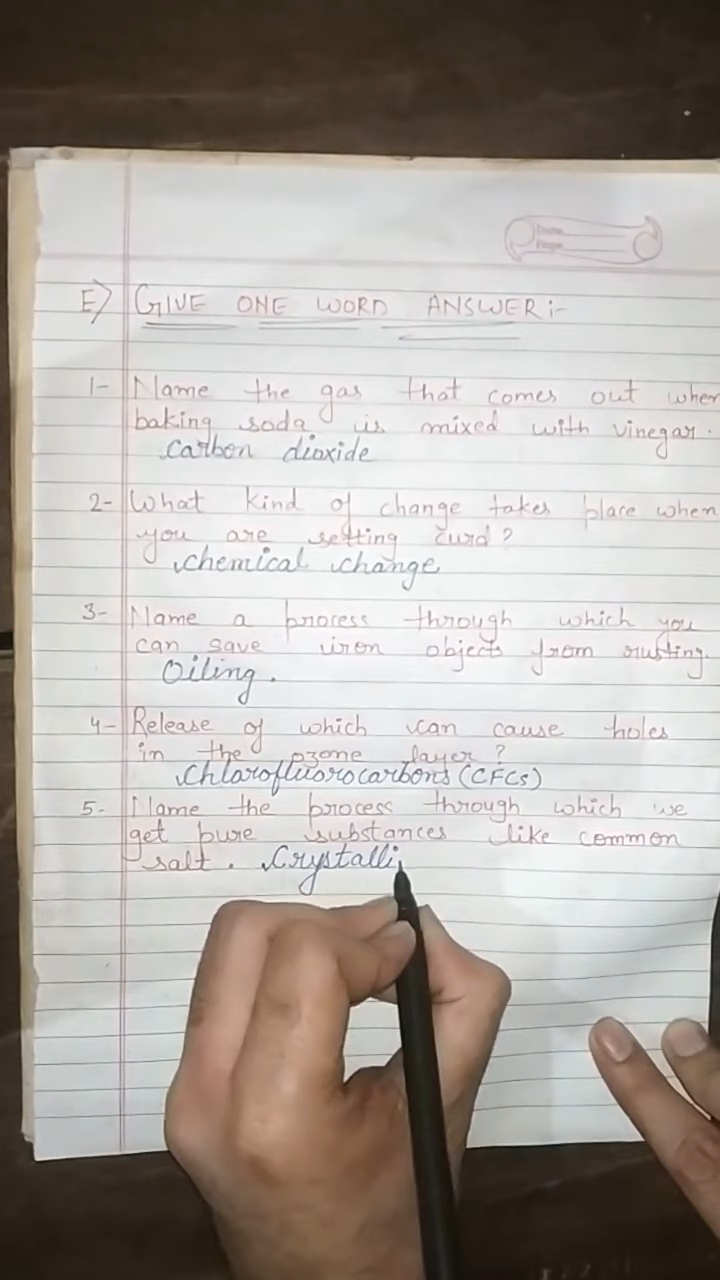 E) GIVE ONE WORD ANSWER:-
1- Name the gas that comes out when
baking soda is mixed with vinegar.
carbon dioxide
2- What kind of change takes place when
you are setting curd?
chemical change
3- Name a process through which you
can save iron objects from rusting.
Oiling.
4- Release of which can cause holes
in the ozone layer?
Chlorofluorocarbons (CFCs)
5- Name the process through which we
get pure substances like common
salt. Crystalli